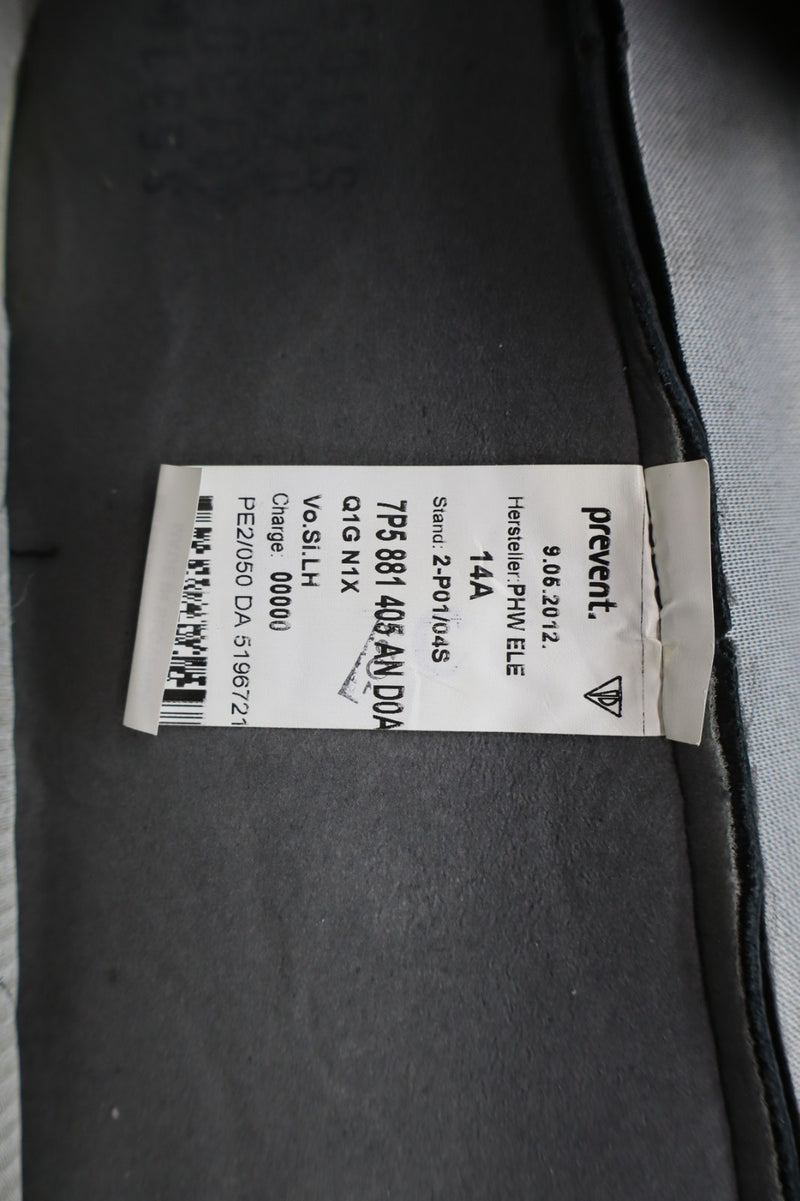 prevent.
9.05.2012.
Hersteller:PHW ELE
14A
Stand: 2-P01/04S
7P5 881 405 AN D0A
Q1G N1X
Vo.Si.LH
Charge: 00000
PE2/050 DA 5196721